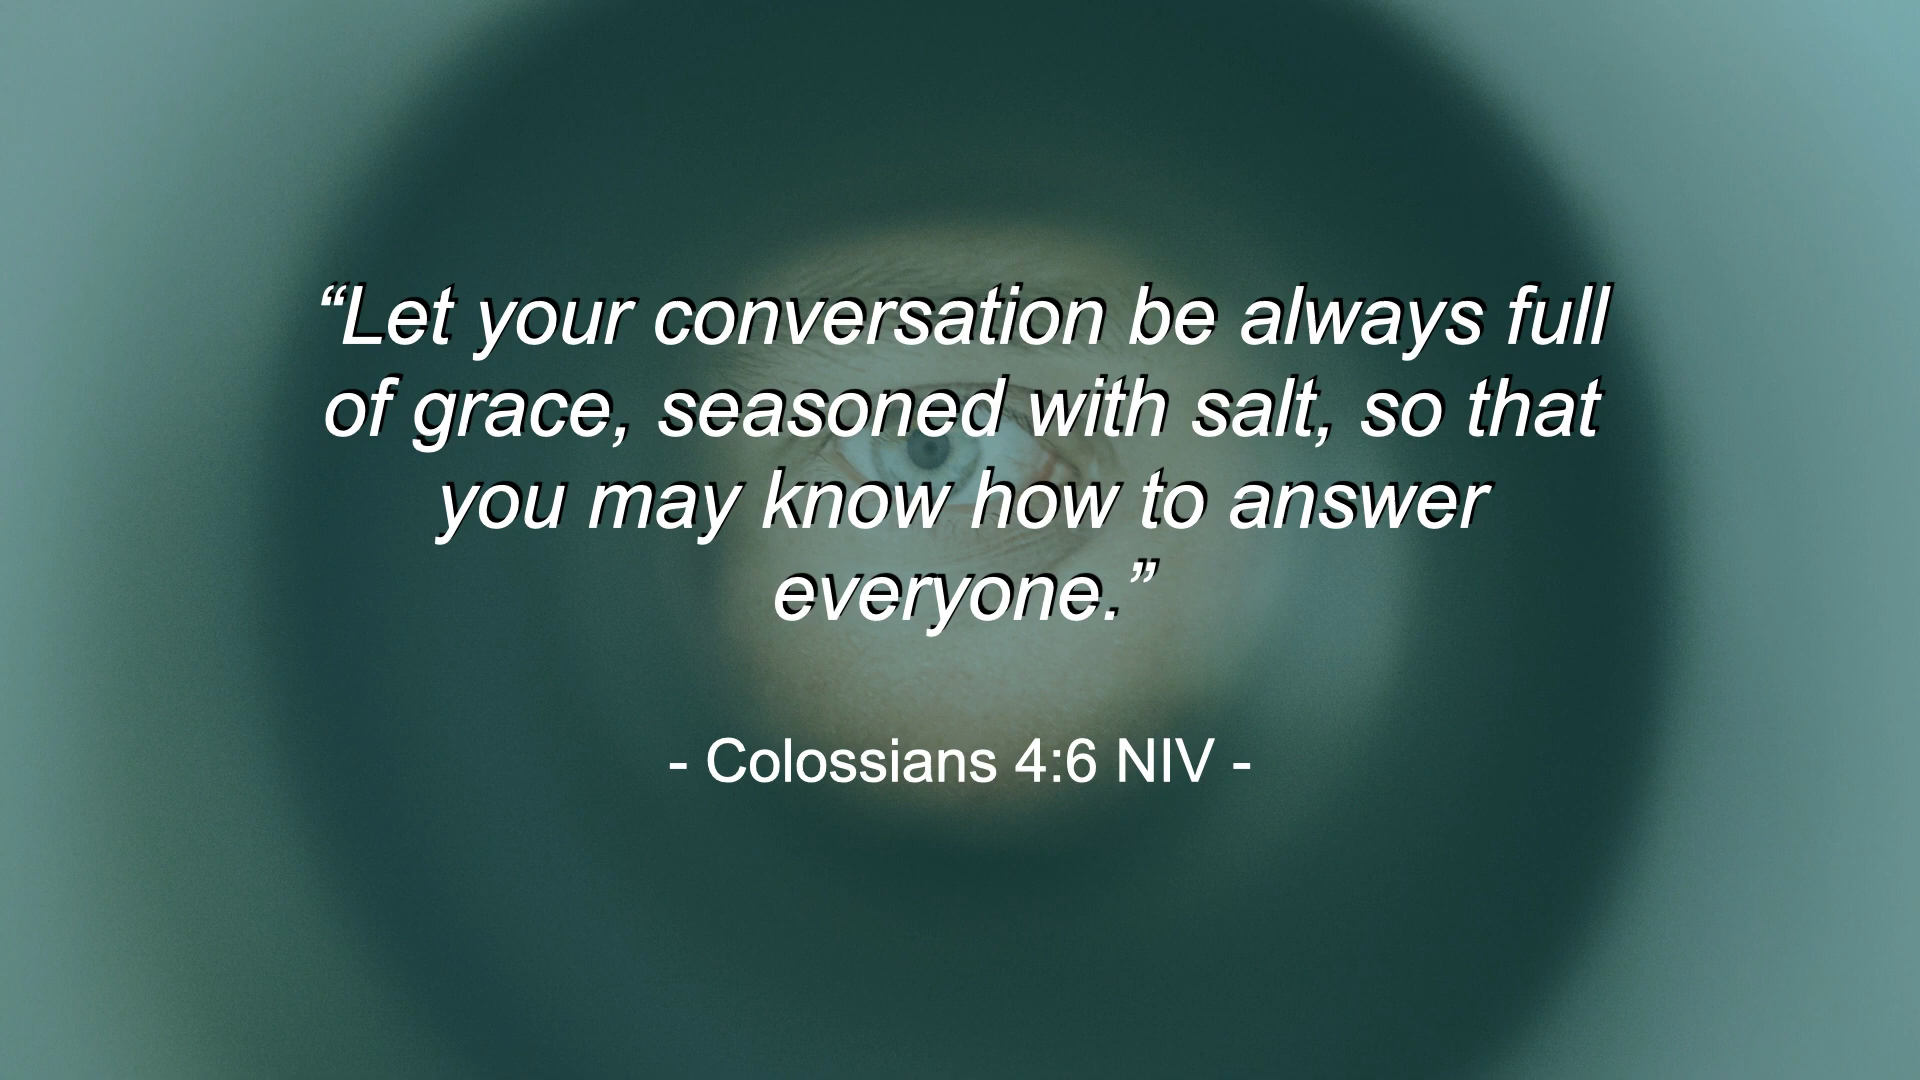 “Let your conversation be always full
of grace, seasoned with salt, so that
you may know how to answer
everyone.”
- Colossians 4:6 NIV -